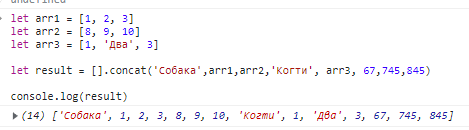 undefined
let arr1 = [1, 2, 3]
let arr2 = [8, 9, 10]
let arr3 = [1, 'Два', 3]
let result = [].concat('Собака',arr1,arr2,'Когти', arr3, 67,745,845)
console.log(result)
(14) ['Собака', 1, 2, 3, 8, 9, 10, 'Когти', 1, 'Два', 3, 67, 745, 845]